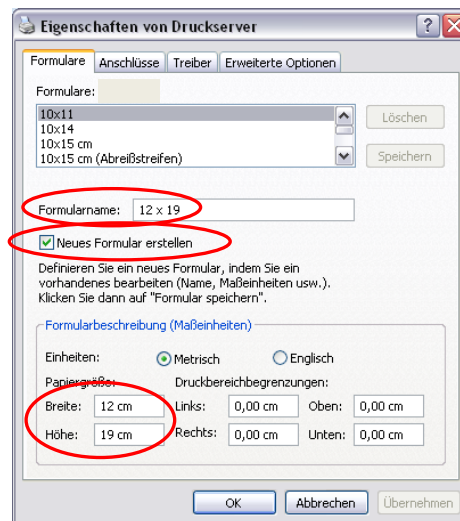 Eigenschaften von Druckserver
Formulare Anschlüsse Treiber Erweiterte Optionen
Formulare:
10x11
10x14
10x15 cm
10x15 cm (Abreißstreifen)
Löschen
Speichern
Formularname: 12 x 19
Neues Formular erstellen
Definieren Sie ein neues Formular, indem Sie ein
vorhandenes bearbeiten (Name, Maßeinheiten usw.).
Klicken Sie dann auf "Formular speichern".
Formularbeschreibung (Maßeinheiten)
Einheiten: Metrisch Englisch
Papiergröße: Druckbereichbegrenzungen:
Breite: 12 cm Links: 0,00 cm Oben: 0,00 cm
Höhe: 19 cm Rechts: 0,00 cm Unten: 0,00 cm
OK Abbrechen Übernehmen